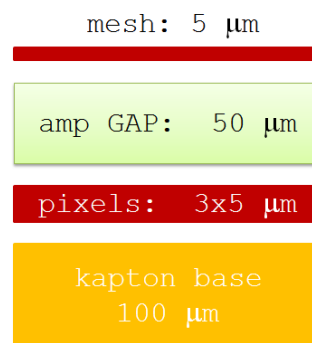 mesh: 5 μm
amp GAP: 50 μm
pixels: 3x5 μm
kapton base
100 μm